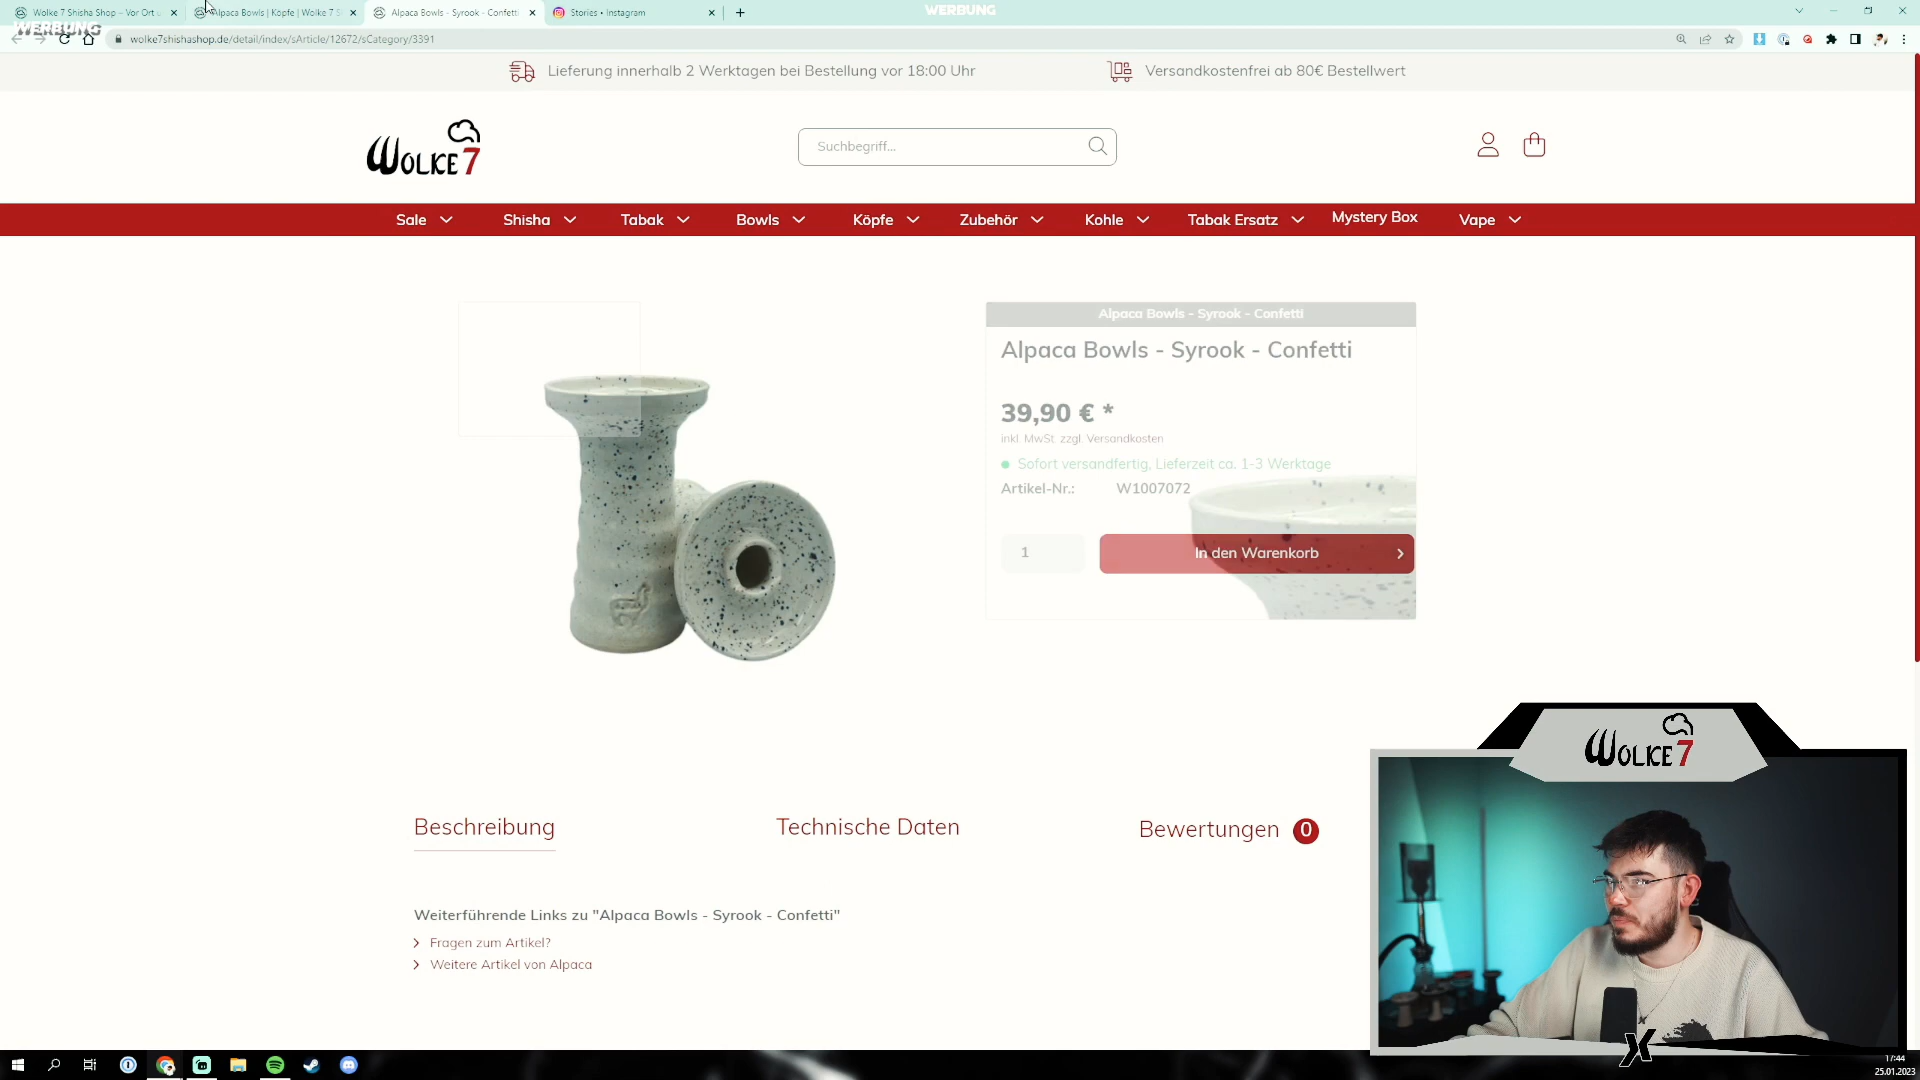 Wolke 7 Shisha Shop – Vor Ort u
Alpaca Bowls | Köpfe | Wolke 7 S
Alpaca Bowls - Syrook - Confetti
Stories • Instagram
WERBUNG
WERBUNG
wolke7shishashop.de/detail/index/sArticle/12672/sCategory/3391
Lieferung innerhalb 2 Werktagen bei Bestellung vor 18:00 Uhr
Versandkostenfrei ab 80€ Bestellwert
WOLKE 7
Suchbegriff...
Sale
Shisha
Tabak
Bowls
Köpfe
Zubehör
Kohle
Tabak Ersatz
Mystery Box
Vape
Alpaca Bowls - Syrook - Confetti
Alpaca Bowls - Syrook - Confetti
39,90 € *
inkl. MwSt. zzgl. Versandkosten
Sofort versandfertig, Lieferzeit ca. 1-3 Werktage
Artikel-Nr.: W1007072
1
In den Warenkorb
Beschreibung
Technische Daten
Bewertungen 0
Weiterführende Links zu "Alpaca Bowls - Syrook - Confetti"
Fragen zum Artikel?
Weitere Artikel von Alpaca
WOLKE 7
X
17:44
25.01.2023